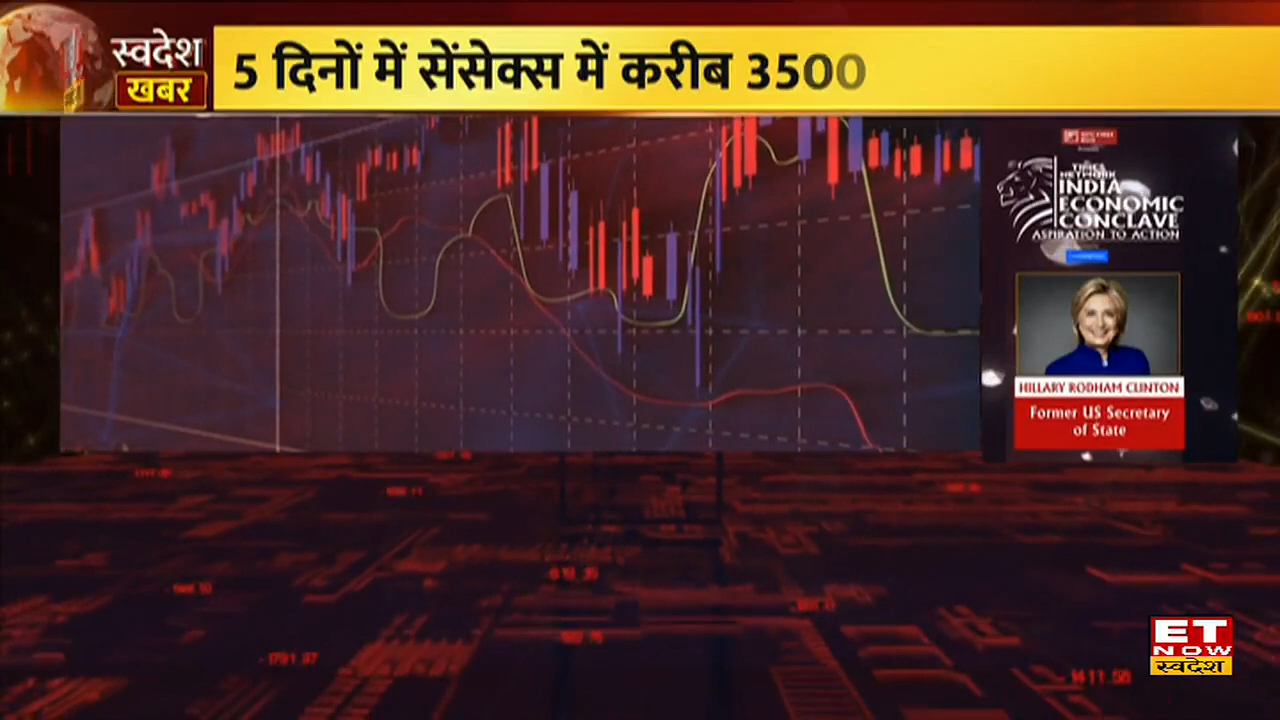 स्वदेश
खबर
5 दिनों में सेंसेक्स में करीब 3500
TIMES
NETWORK
INDIA
ECONOMIC
CONCLAVE
ASPIRATION TO ACTION
HILLARY RODHAM CLINTON
Former US Secretary
of State
ET
NOW
स्वदेश